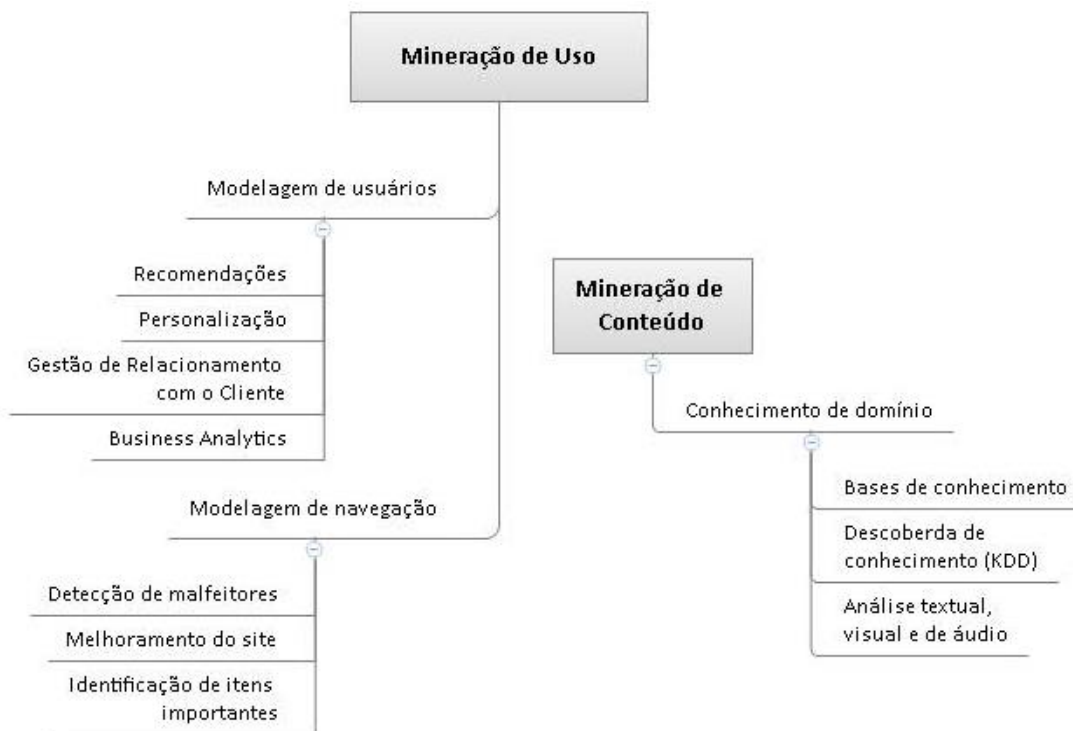 Mineração de Uso
Modelagem de usuários
Recomendações
Personalização
Gestão de Relacionamento
com o Cliente
Business Analytics
Modelagem de navegação
Detecção de malfeitores
Melhoramento do site
Identificação de itens
importantes
Mineração de
Conteúdo
Conhecimento de domínio
Bases de conhecimento
Descoberda de
conhecimento (KDD)
Análise textual,
visual e de áudio